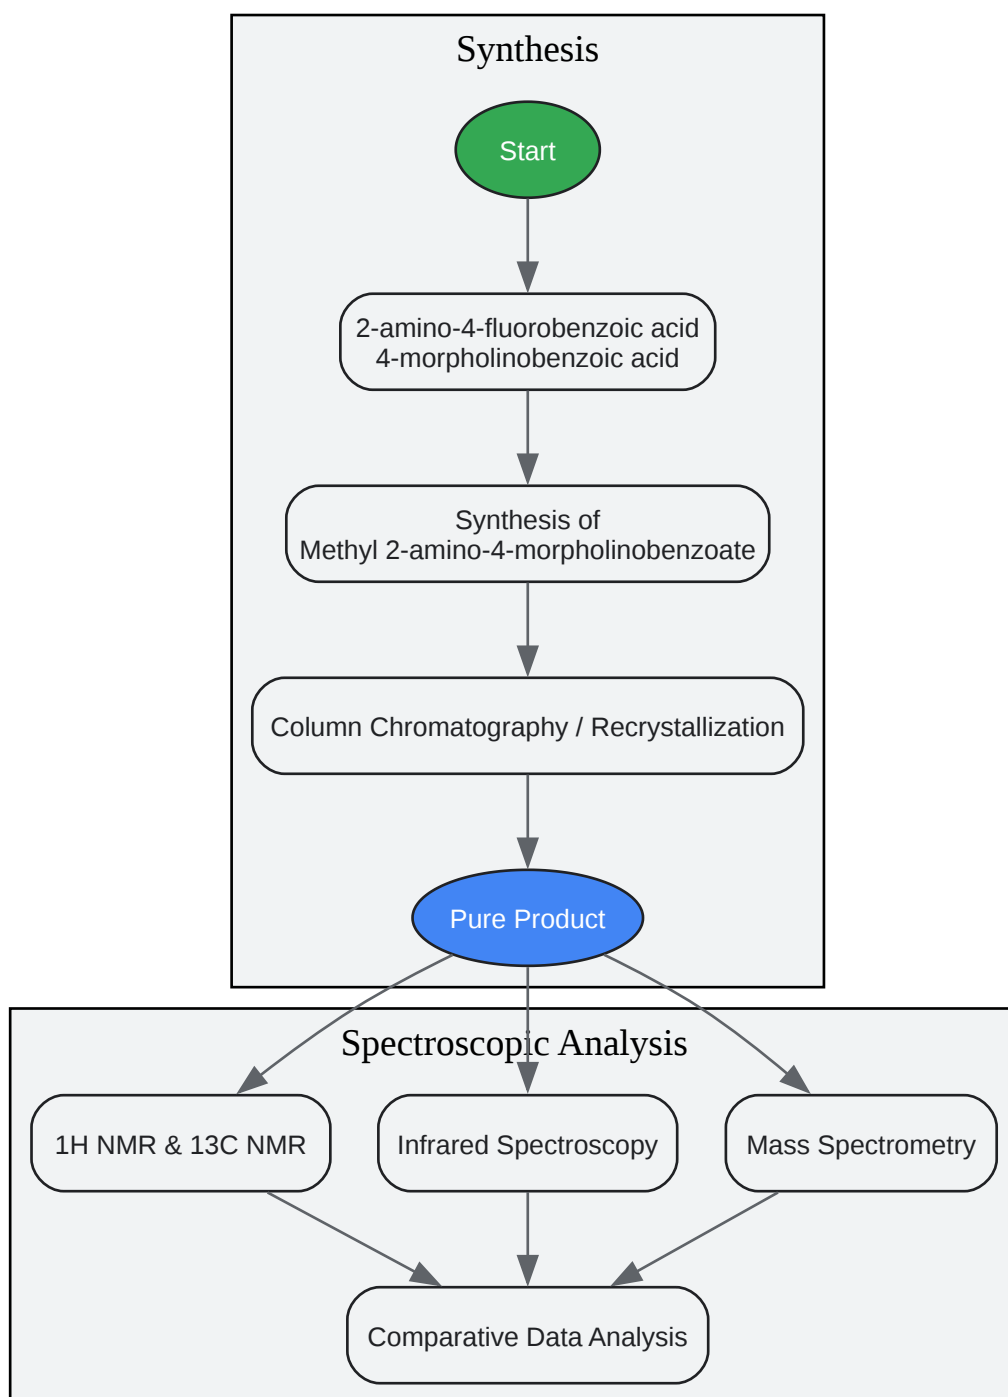 Synthesis
Start
2-amino-4-fluorobenzoic acid
4-morpholinobenzoic acid
Synthesis of
Methyl 2-amino-4-morpholinobenzoate
Column Chromatography / Recrystallization
Pure Product
Spectroscopic Analysis
1H NMR & 13C NMR
Infrared Spectroscopy
Mass Spectrometry
Comparative Data Analysis